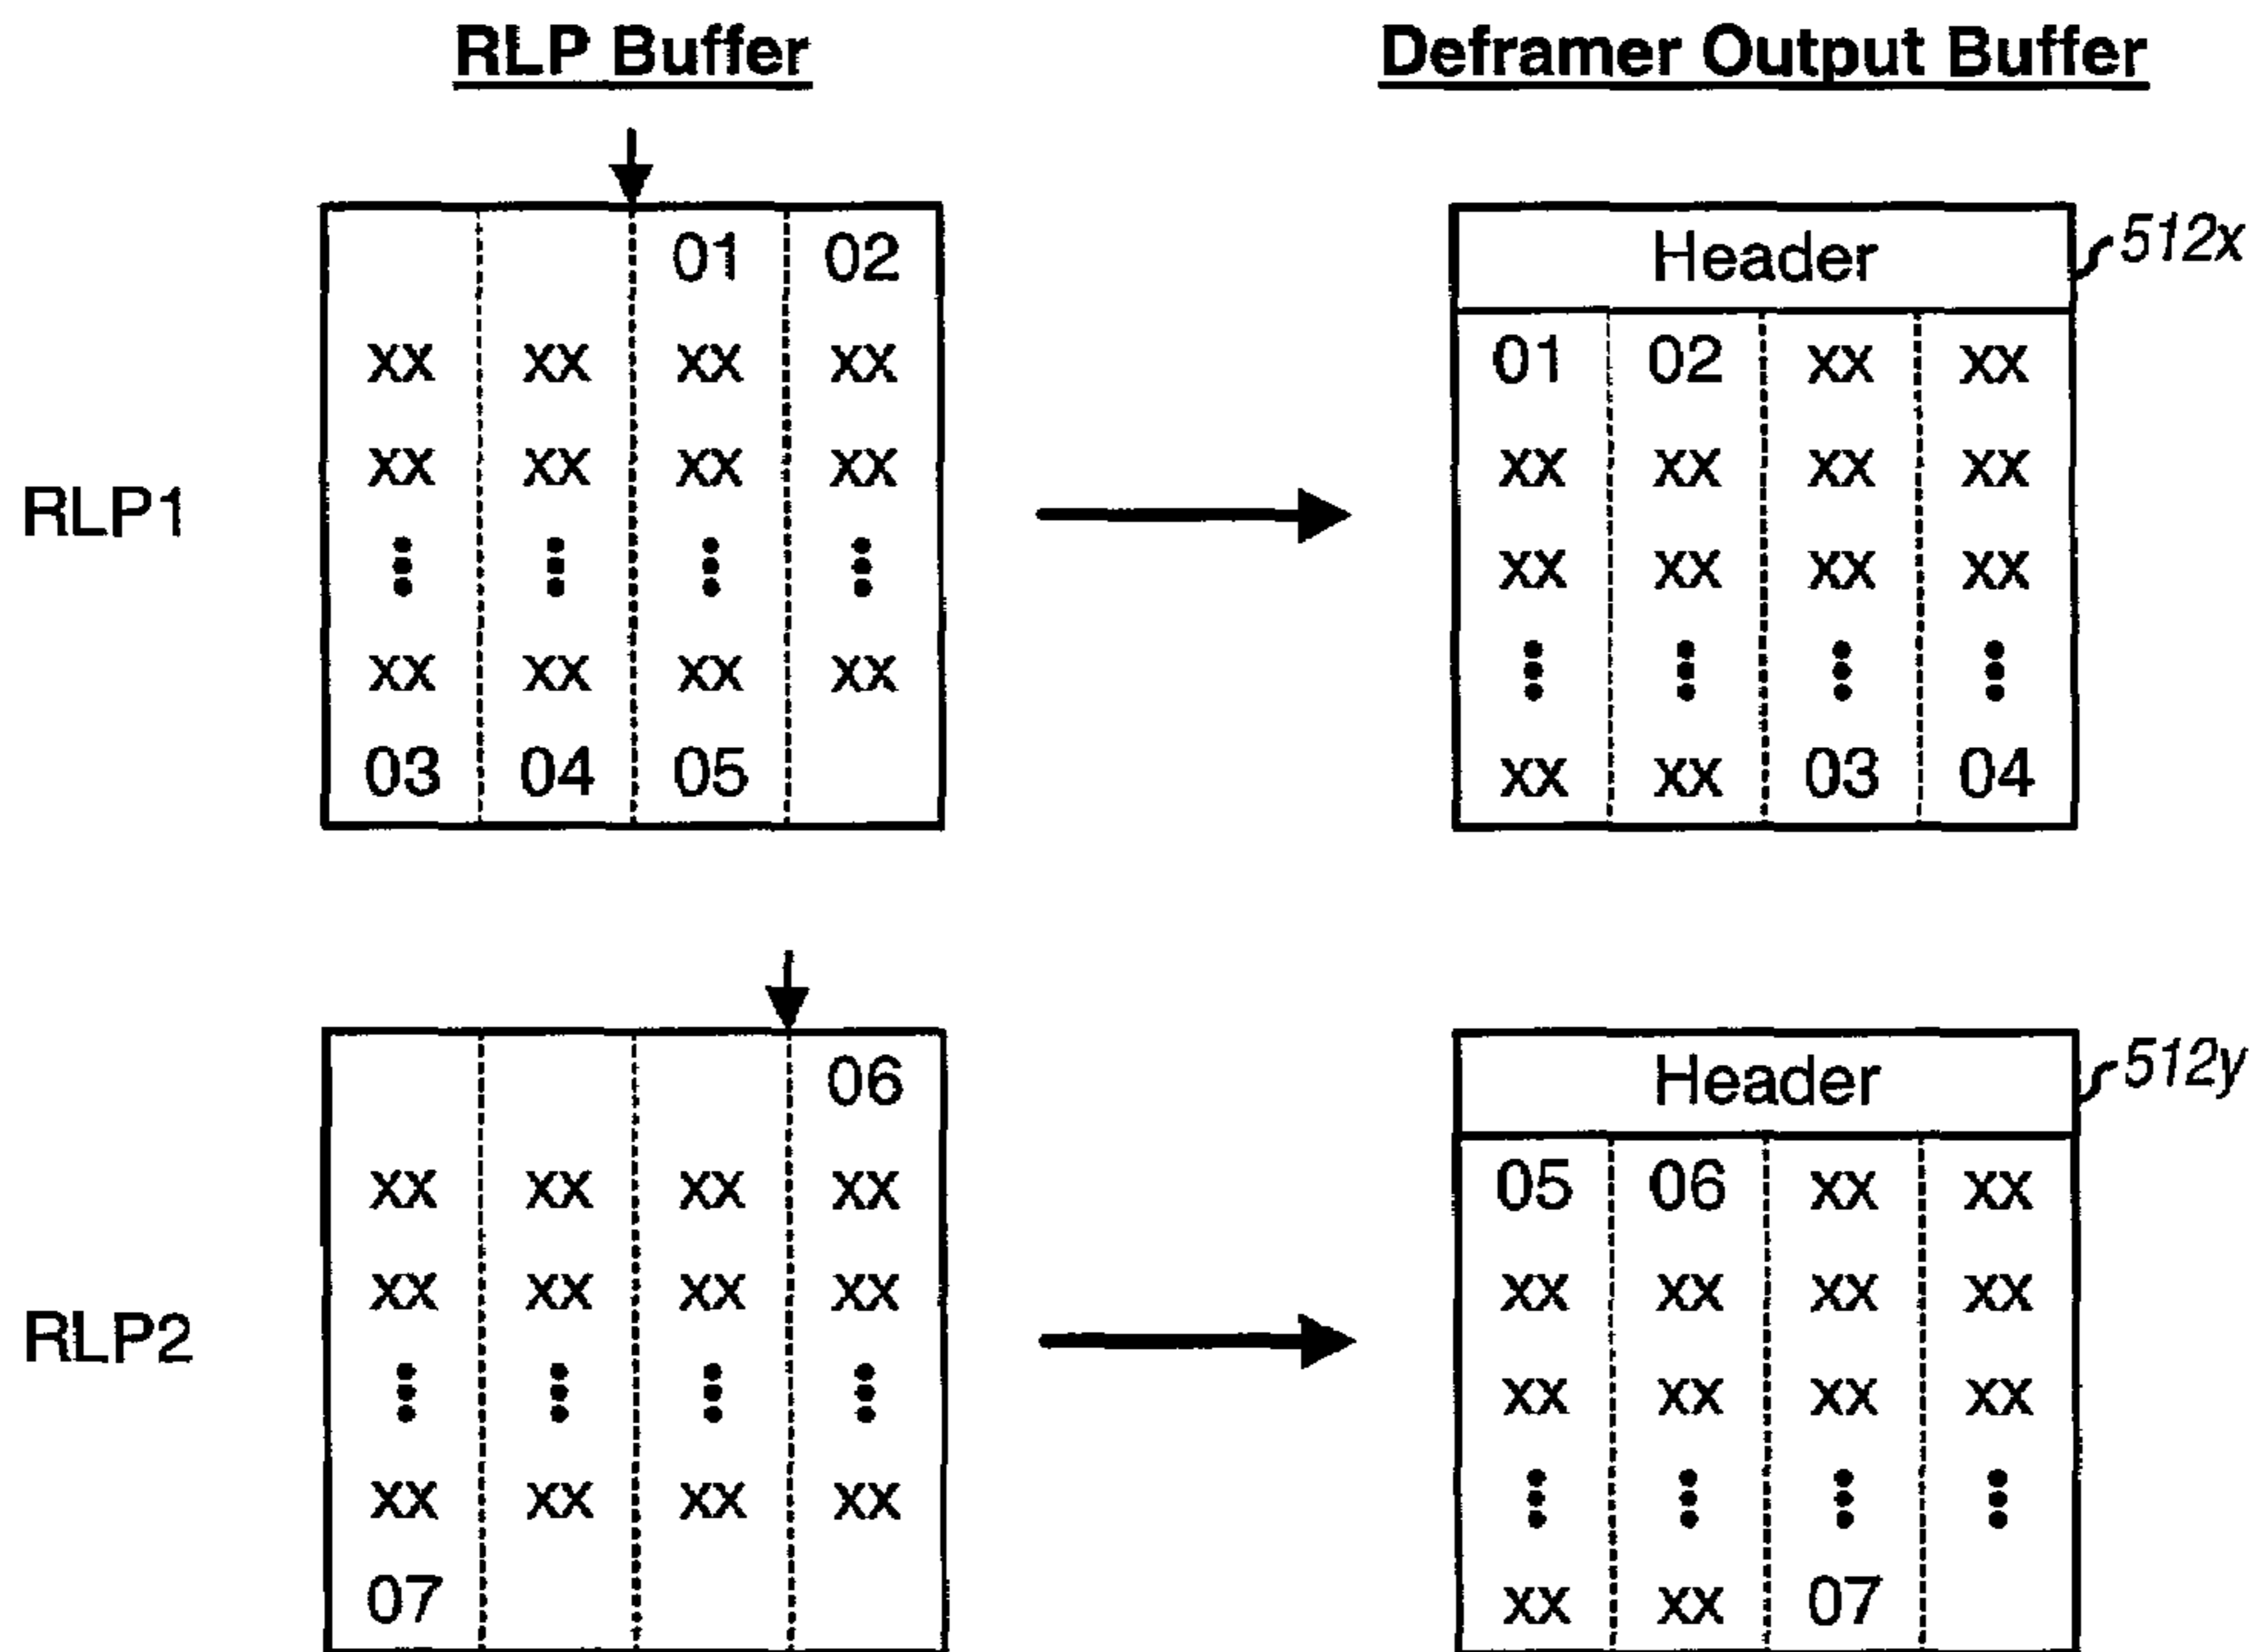 RLP Buffer Deframer Output Buffer
01 02
Header 512x
xx xx xx xx
01 02 xx xx
xx xx xx xx
xx xx xx xx
RLP1
xx xx xx xx
xx xx xx xx
03 04 05
xx xx 03 04
06
Header 512y
xx xx xx xx
05 06 xx xx
xx xx xx xx
xx xx xx xx
RLP2
xx xx xx xx
xx xx xx xx
07
xx xx 07